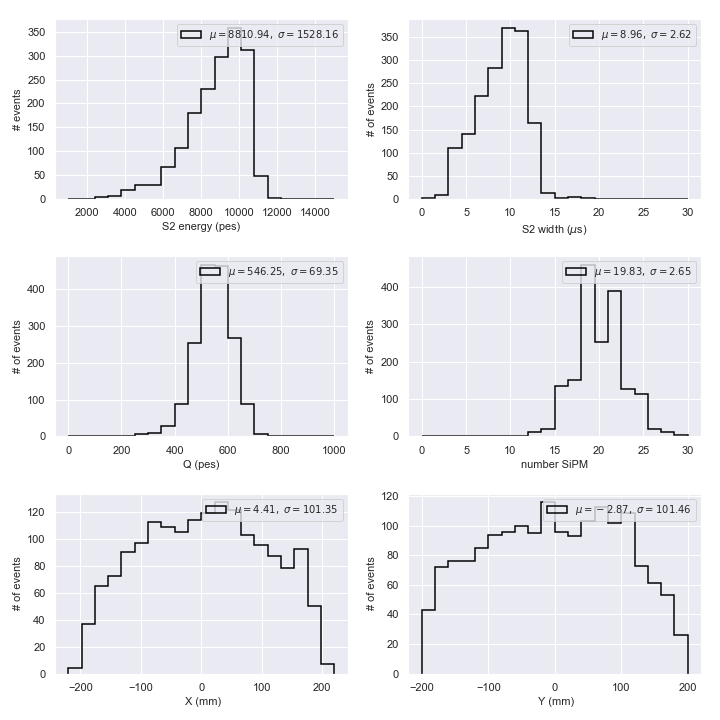 μ = 8810.94, σ = 1528.16
# events
350
300
250
200
150
100
50
0
2000 4000 6000 8000 10000 12000 14000
S2 energy (pes)
μ = 8.96, σ = 2.62
# of events
350
300
250
200
150
100
50
0
0 5 10 15 20 25 30
S2 width (μs)
μ = 546.25, σ = 69.35
# of events
400
300
200
100
0
0 200 400 600 800 1000
Q (pes)
μ = 19.83, σ = 2.65
# of events
400
300
200
100
0
0 5 10 15 20 25 30
number SiPM
μ = 4.41, σ = 101.35
# of events
120
100
80
60
40
20
0
−200 −100 0 100 200
X (mm)
μ = −2.87, σ = 101.46
# of events
120
100
80
60
40
20
0
−200 −100 0 100 200
Y (mm)